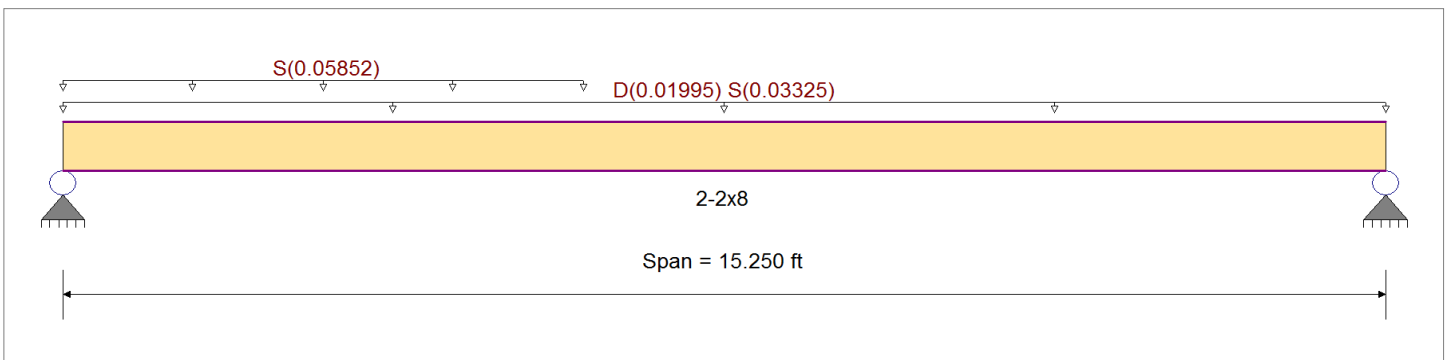 S(0.05852)
D(0.01995) S(0.03325)
2-2x8
Span = 15.250 ft